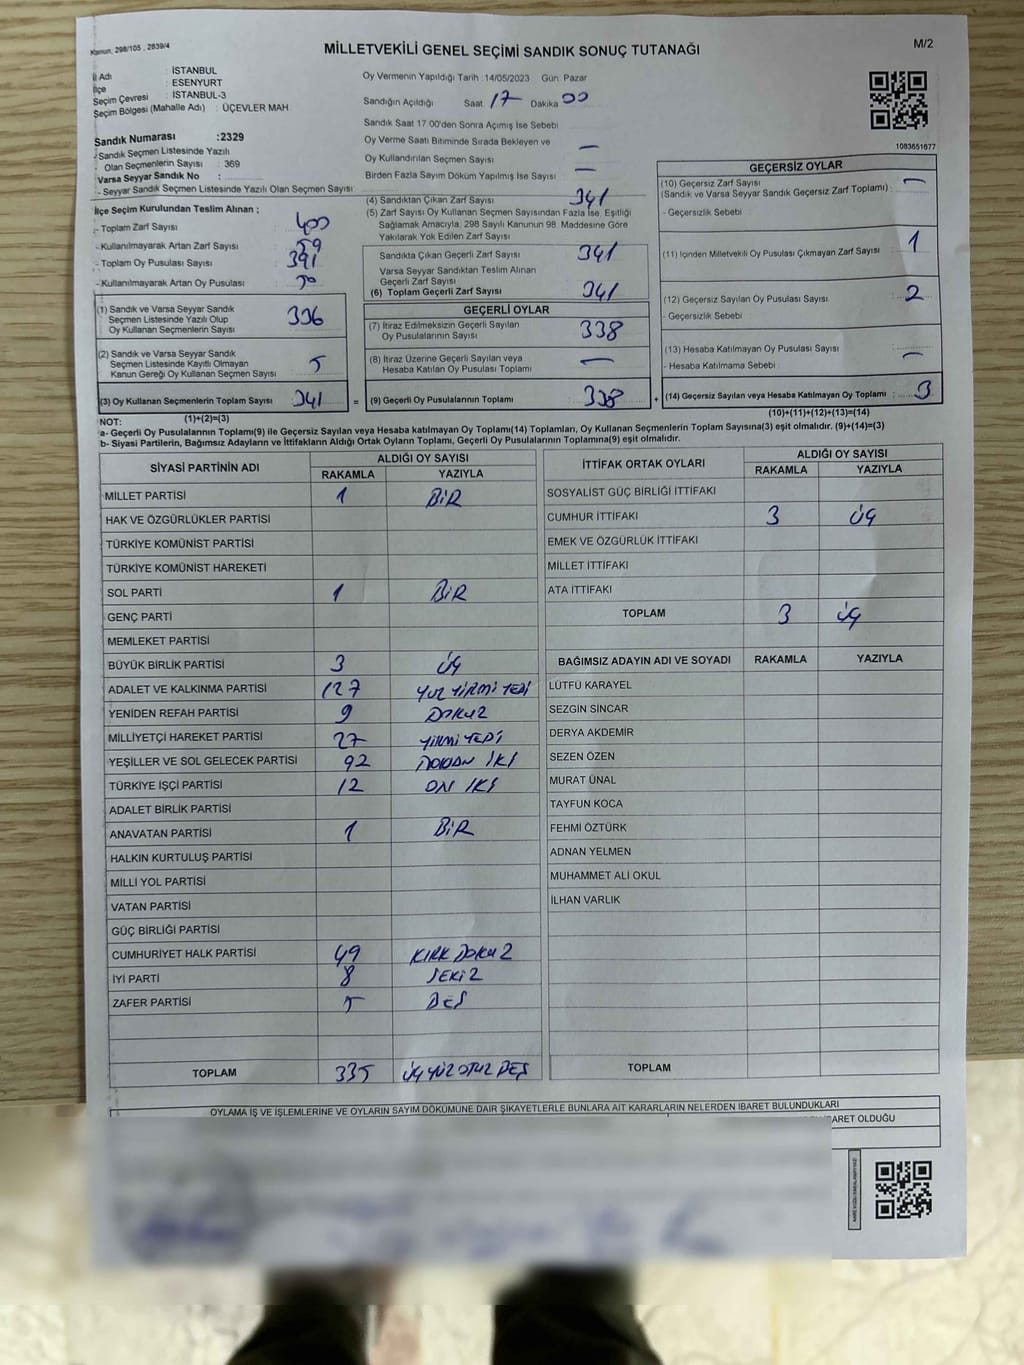 Kanun, 298/105 , 2839/4
MİLLETVEKİLİ GENEL SEÇİMİ SANDIK SONUÇ TUTANAĞI
M/2
İl Adı : İSTANBUL
İlçe : ESENYURT
Seçim Çevresi : İSTANBUL-3
Seçim Bölgesi (Mahalle Adı) : ÜÇEVLER MAH.
Sandık Numarası :2329
- Sandık Seçmen Listesinde Yazılı
Olan Seçmenlerin Sayısı : 369
Varsa Seyyar Sandık No :
- Seyyar Sandık Seçmen Listesinde Yazılı Olan Seçmen Sayısı
Oy Vermenin Yapıldığı Tarih :14/05/2023 Gün: Pazar
Sandığın Açıldığı Saat 17 Dakika 00
Sandık Saat 17.00'den Sonra Açımış İse Sebebi
Oy Verme Saati Bitiminde Sırada Bekleyen ve
Oy Kullandırılan Seçmen Sayısı —
Birden Fazla Sayım Döküm Yapılmış İse Sayısı —
1083651677
İlçe Seçim Kurulundan Teslim Alınan ;
- Toplam Zarf Sayısı 400
- Kullanılmayarak Artan Zarf Sayısı 59
- Toplam Oy Pusulası Sayısı 391
- Kullanılmayarak Artan Oy Pusulası 50
(1) Sandık ve Varsa Seyyar Sandık
Seçmen Listesinde Yazılı Olup
Oy Kullanan Seçmenlerin Sayısı 336
(2) Sandık ve Varsa Seyyar Sandık
Seçmen Listesinde Kayıtlı Olmayan
Kanun Gereği Oy Kullanan Seçmen Sayısı 5
(3) Oy Kullanan Seçmenlerin Toplam Sayısı 341 =
(1)+(2)=(3)
(4) Sandıktan Çıkan Zarf Sayısı 341
(5) Zarf Sayısı Oy Kullanan Seçmen Sayısından Fazla İse, Eşitliği
Sağlamak Amacıyla, 298 Sayılı Kanunun 98. Maddesine Göre
Yakılarak Yok Edilen Zarf Sayısı
Sandıkta Çıkan Geçerli Zarf Sayısı 341
Varsa Seyyar Sandıktan Teslim Alınan
Geçerli Zarf Sayısı
(6) Toplam Geçerli Zarf Sayısı 341
GEÇERLİ OYLAR
(7) İtiraz Edilmeksizin Geçerli Sayılan
Oy Pusulalarının Sayısı 338
(8) İtiraz Üzerine Geçerli Sayılan veya
Hesaba Katılan Oy Pusulası Toplamı —
(9) Geçerli Oy Pusulalarının Toplamı 338 +
GEÇERSİZ OYLAR
(10) Geçersiz Zarf Sayısı —
(Sandık ve Varsa Seyyar Sandık Geçersiz Zarf Toplamı) :
- Geçersizlik Sebebi :
(11) İçinden Milletvekili Oy Pusulası Çıkmayan Zarf Sayısı : 1
(12) Geçersiz Sayılan Oy Pusulası Sayısı : 2
- Geçersizlik Sebebi :
(13) Hesaba Katılmayan Oy Pusulası Sayısı :
- Hesaba Katılmama Sebebi : —
(14) Geçersiz Sayılan veya Hesaba Katılmayan Oy Toplamı : 3
(10)+(11)+(12)+(13)=(14)
NOT:
a- Geçerli Oy Pusulalarının Toplamı(9) ile Geçersiz Sayılan veya Hesaba katılmayan Oy Toplamı(14) Toplamları, Oy Kullanan Seçmenlerin Toplam Sayısına(3) eşit olmalıdır. (9)+(14)=(3)
b- Siyasi Partilerin, Bağımsız Adayların ve İttifakların Aldığı Ortak Oyların Toplamı, Geçerli Oy Pusulalarının Toplamına(9) eşit olmalıdır.
SİYASİ PARTİNİN ADI ALDIĞI OY SAYISI
RAKAMLA YAZIYLA
MİLLET PARTİSİ 1 BİR
HAK VE ÖZGÜRLÜKLER PARTİSİ
TÜRKİYE KOMÜNİST PARTİSİ
TÜRKİYE KOMÜNİST HAREKETİ
SOL PARTİ 1 BİR
GENÇ PARTİ
MEMLEKET PARTİSİ
BÜYÜK BİRLİK PARTİSİ 3 ÜÇ
ADALET VE KALKINMA PARTİSİ 127 YÜZ YİRMİ YEDİ
YENİDEN REFAH PARTİSİ 9 DOKUZ
MİLLİYETÇİ HAREKET PARTİSİ 27 YİRMİ YEDİ
YEŞİLLER VE SOL GELECEK PARTİSİ 92 DOKSAN İKİ
TÜRKİYE İŞÇİ PARTİSİ 12 ON İKİ
ADALET BİRLİK PARTİSİ
ANAVATAN PARTİSİ 1 BİR
HALKIN KURTULUŞ PARTİSİ
MİLLİ YOL PARTİSİ
VATAN PARTİSİ
GÜÇ BİRLİĞİ PARTİSİ
CUMHURİYET HALK PARTİSİ 49 KIRK DOKUZ
İYİ PARTİ 8 SEKİZ
ZAFER PARTİSİ 5 BEŞ
TOPLAM 335 ÜÇ YÜZ OTUZ BEŞ
İTTİFAK ORTAK OYLARI ALDIĞI OY SAYISI
RAKAMLA YAZIYLA
SOSYALİST GÜÇ BİRLİĞİ İTTİFAKI
CUMHUR İTTİFAKI 3 ÜÇ
EMEK VE ÖZGÜRLÜK İTTİFAKI
MİLLET İTTİFAKI
ATA İTTİFAKI
TOPLAM 3 ÜÇ
BAĞIMSIZ ADAYIN ADI VE SOYADI RAKAMLA YAZIYLA
LÜTFÜ KARAYEL
SEZGİN SİNCAR
DERYA AKDEMİR
SEZEN ÖZEN
MURAT ÜNAL
TAYFUN KOCA
FEHMİ ÖZTÜRK
ADNAN YELMEN
MUHAMMET ALİ OKUL
İLHAN VARLIK
TOPLAM
OYLAMA İŞ VE İŞLEMLERİNE VE OYLARIN SAYIM DÖKÜMÜNE DAİR ŞİKAYETLERLE BUNLARA AİT KARARLARIN NELERDEN İBARET BULUNDUKLARI
BARET OLDUĞU